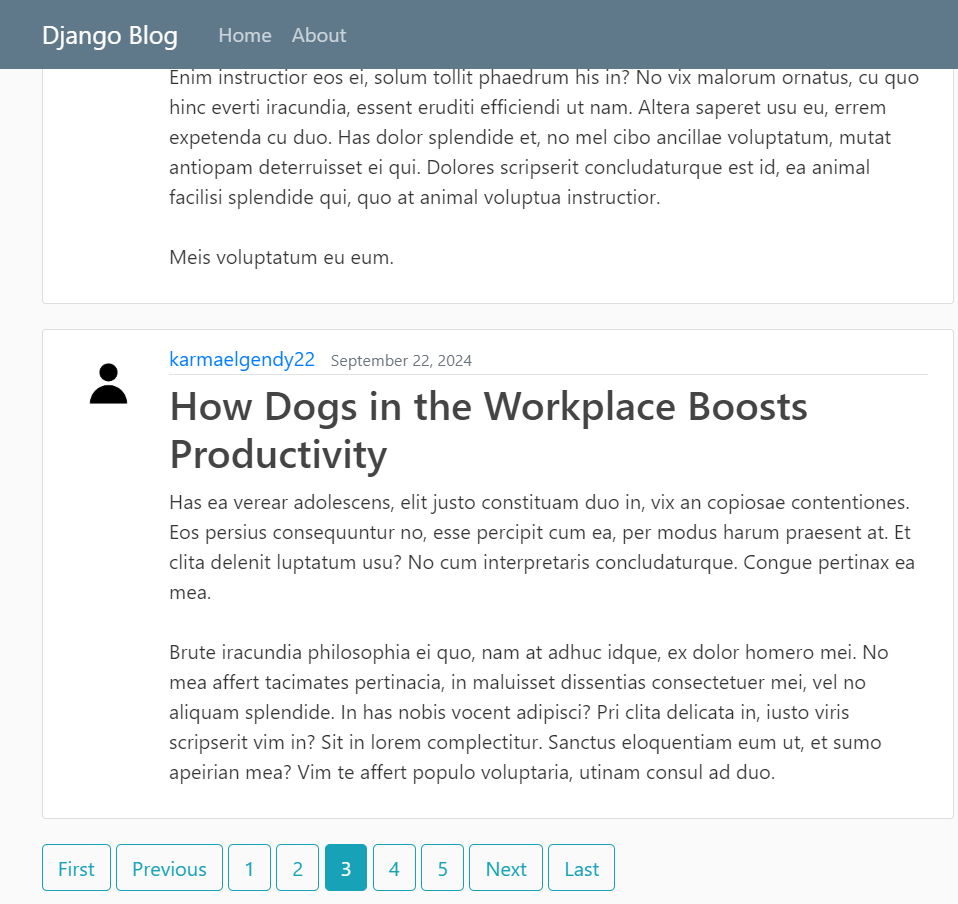 Django Blog Home About
Enim instructior eos ei, solum tollit phaedrum his in? No vix malorum ornatus, cu quo
hinc everti iracundia, essent eruditi efficiendi ut nam. Altera saperet usu eu, errem
expetenda cu duo. Has dolor splendide et, no mel cibo ancillae voluptatum, mutat
antiopam deterruisset ei qui. Dolores scripserit concludaturque est id, ea animal
facilisi splendide qui, quo at animal voluptua instructior.
Meis voluptatum eu eum.
karmaelgendy22 September 22, 2024
How Dogs in the Workplace Boosts
Productivity
Has ea verear adolescens, elit justo constituam duo in, vix an copiosae contentiones.
Eos persius consequuntur no, esse percipit cum ea, per modus harum praesent at. Et
clita delenit luptatum usu? No cum interpretaris concludaturque. Congue pertinax ea
mea.
Brute iracundia philosophia ei quo, nam at adhuc idque, ex dolor homero mei. No
mea affert tacimates pertinacia, in maluisset dissentias consectetuer mei, vel no
aliquam splendide. In has nobis vocent adipisci? Pri clita delicata in, iusto viris
scripserit vim in? Sit in lorem complectitur. Sanctus eloquentiam eum ut, et sumo
apeirian mea? Vim te affert populo voluptaria, utinam consul ad duo.
First Previous 1 2 3 4 5 Next Last